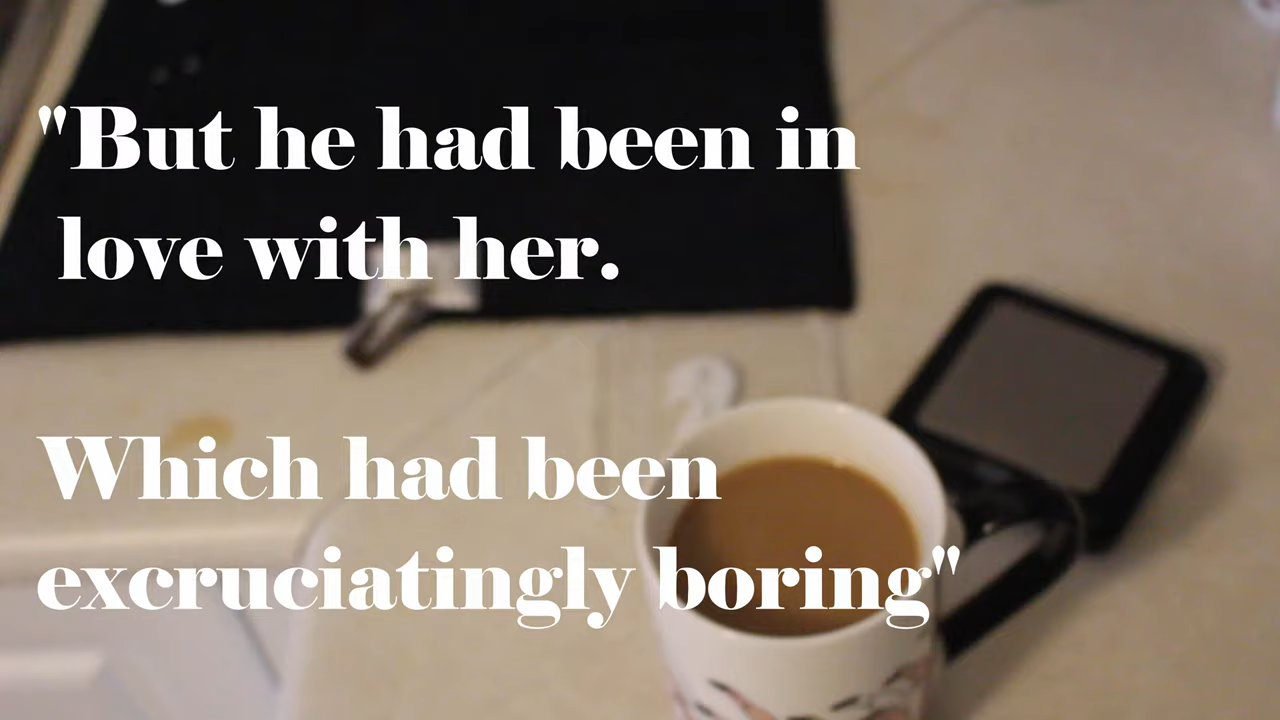 "But he had been in
love with her.
Which had been
excruciatingly boring"